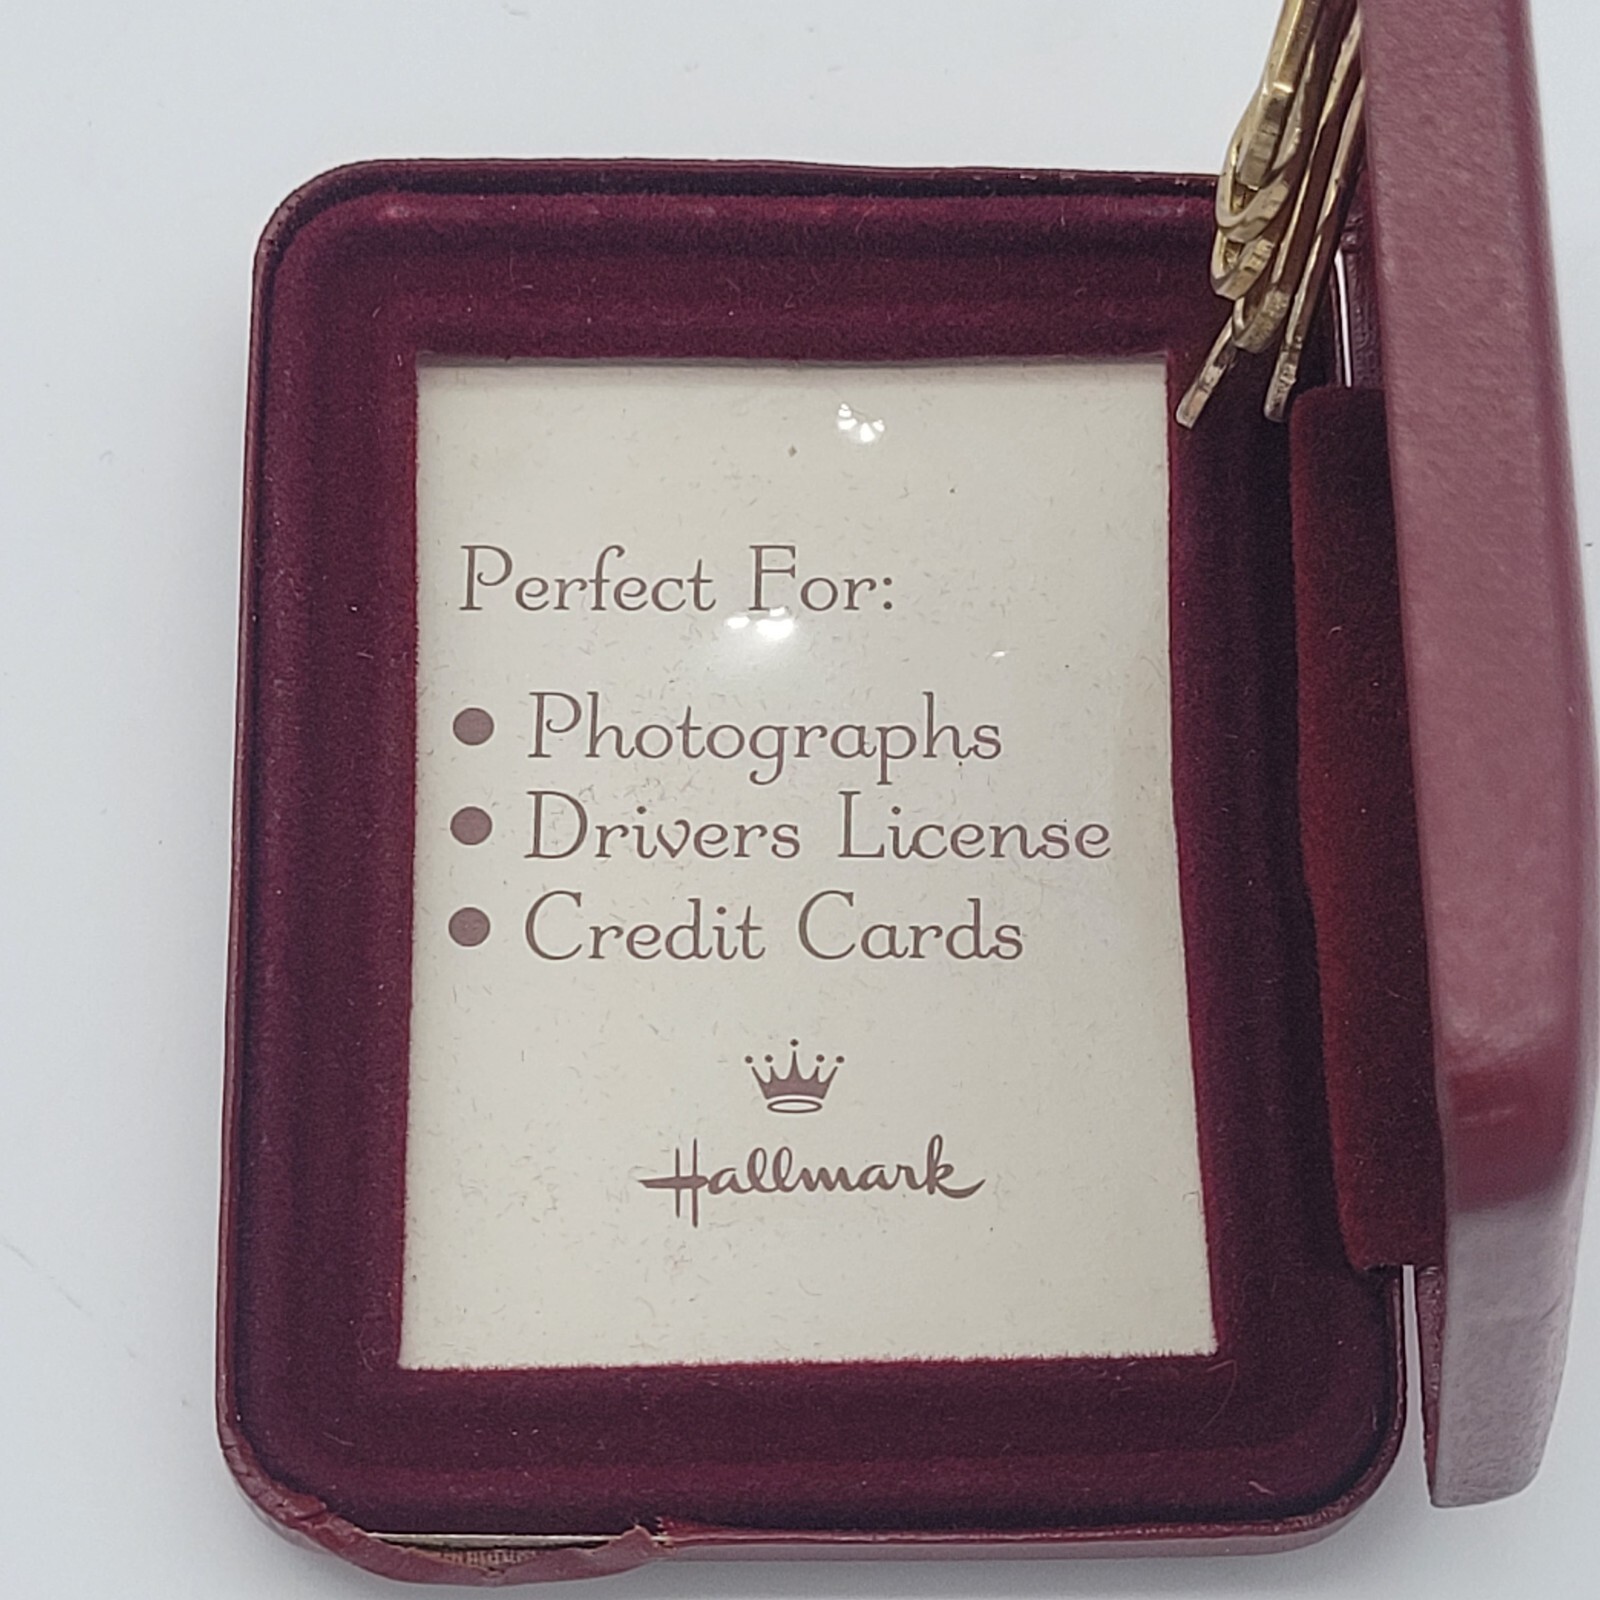 Perfect For:
• Photographs
• Drivers License
• Credit Cards
Hallmark